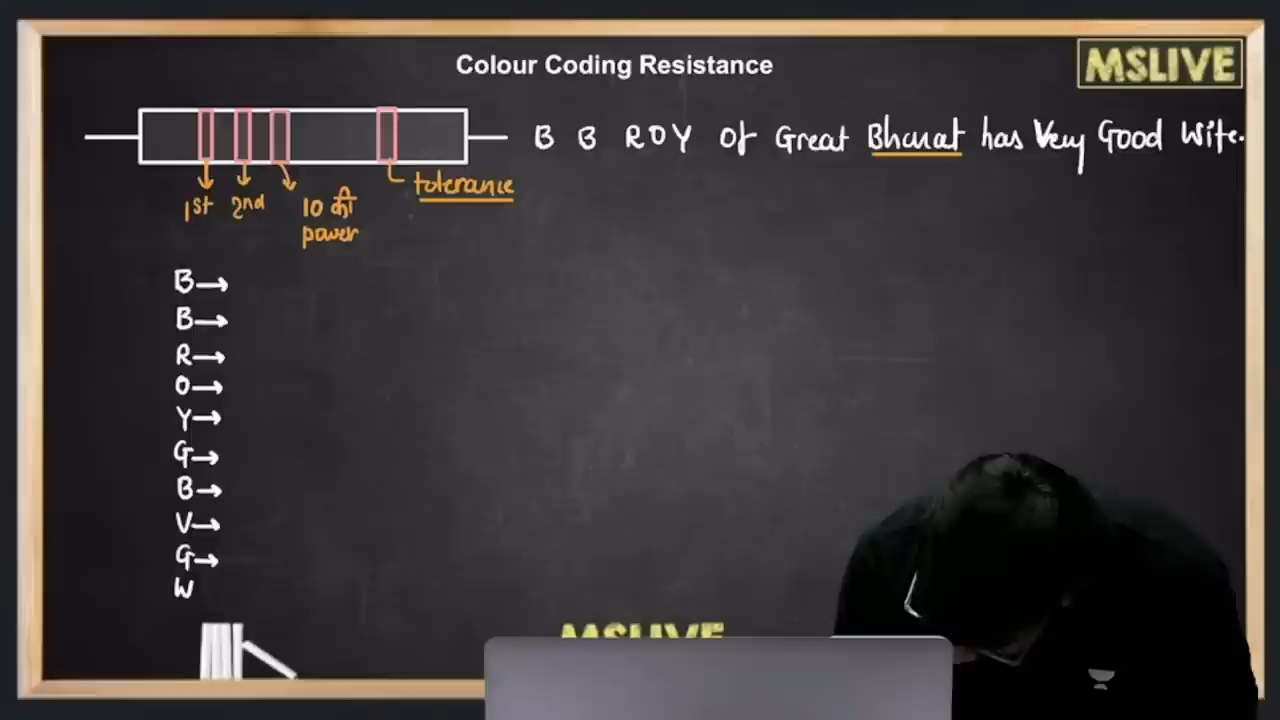 Colour Coding Resistance
MSLIVE
B B ROY Of Great Bharat has Very Good Wife.
tolerance
1st 2nd 10 की
power
B→
B→
R→
O→
Y→
G→
B→
V→
G→
W
MSLIVE